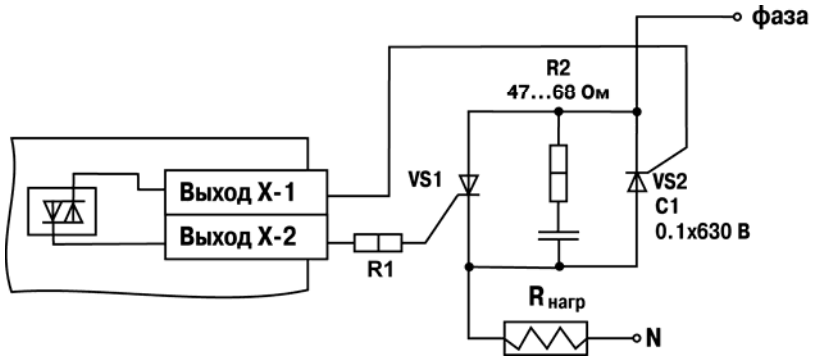 фаза
R2
47...68 Ом
VS1
VS2
C1
0.1х630 В
Выход X-1
Выход X-2
R1
Rнагр
N